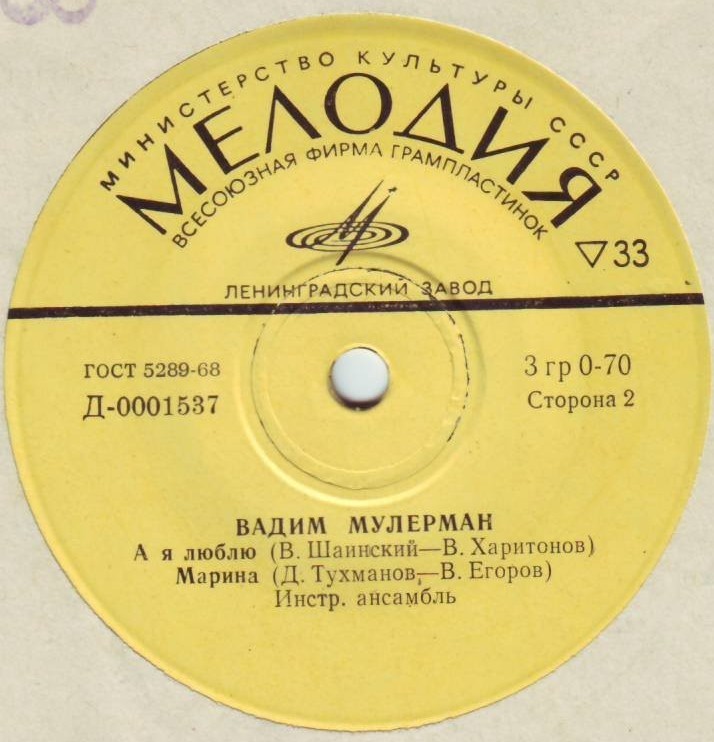 МИНИСТЕРСТВО КУЛЬТУРЫ СССР
МЕЛОДИЯ
ВСЕСОЮЗНАЯ ФИРМА ГРАМПЛАСТИНОК
▽33
ЛЕНИНГРАДСКИЙ ЗАВОД
ГОСТ 5289-68
Д-0001537
3 гр 0-70
Сторона 2
ВАДИМ МУЛЕРМАН
А я люблю (В. Шаинский—В. Харитонов)
Марина (Д. Тухманов,—В. Егоров)
Инстр. ансамбль